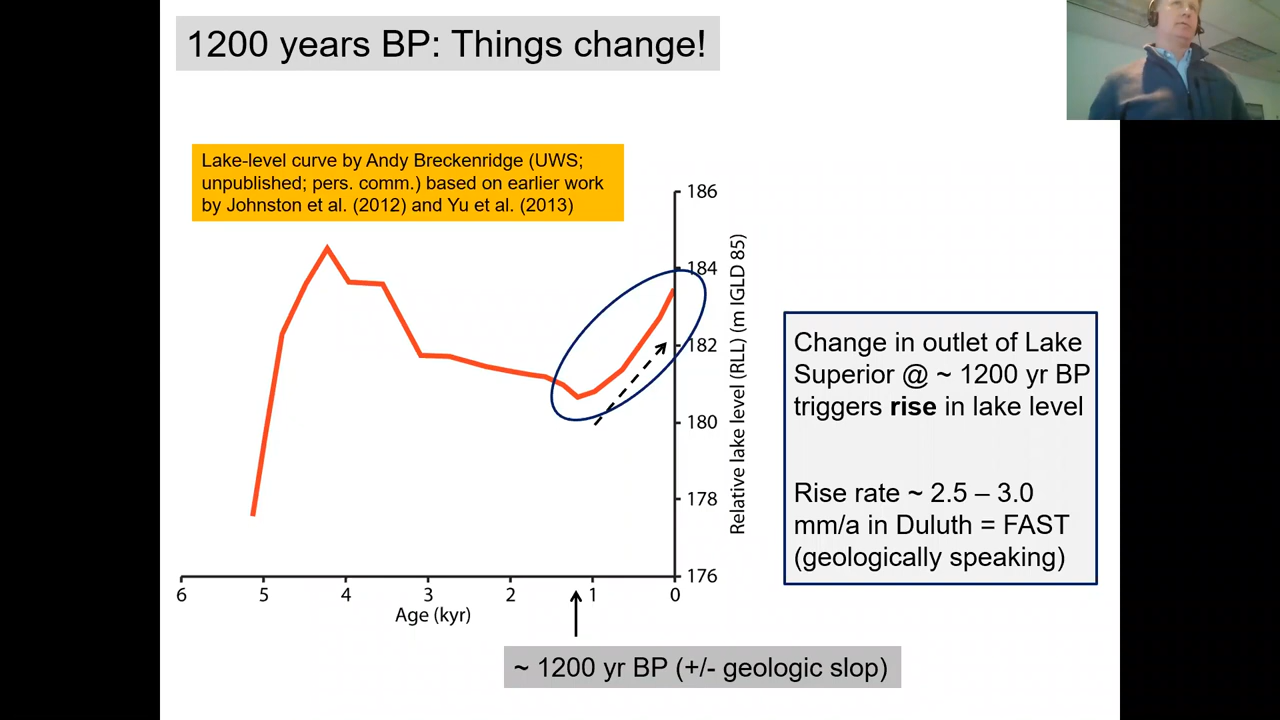 1200 years BP: Things change!
Lake-level curve by Andy Breckenridge (UWS;
unpublished; pers. comm.) based on earlier work
by Johnston et al. (2012) and Yu et al. (2013)
186
184
182
180
178
176
Relative lake level (RLL) (m IGLD 85)
6 5 4 3 2 1 0
Age (kyr)
~ 1200 yr BP (+/- geologic slop)
Change in outlet of Lake
Superior @ ~ 1200 yr BP
triggers rise in lake level
Rise rate ~ 2.5 – 3.0
mm/a in Duluth = FAST
(geologically speaking)